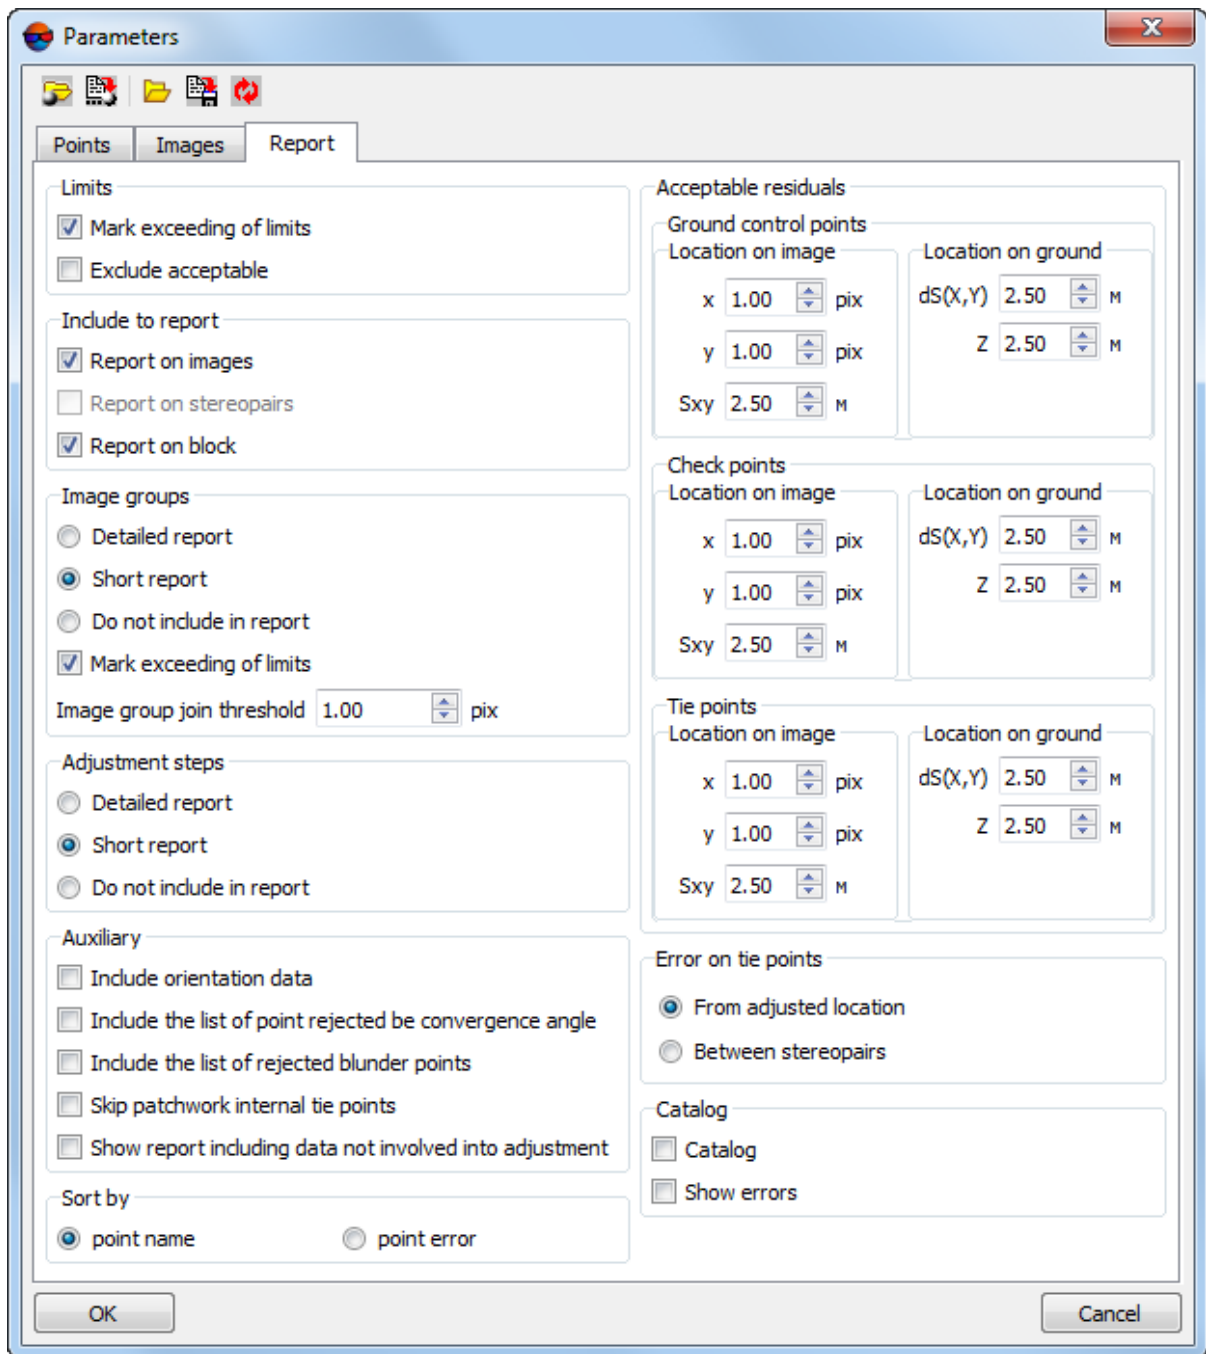 Parameters
Points Images Report
Limits
Mark exceeding of limits
Exclude acceptable
Include to report
Report on images
Report on stereopairs
Report on block
Image groups
Detailed report
Short report
Do not include in report
Mark exceeding of limits
Image group join threshold 1.00 pix
Adjustment steps
Detailed report
Short report
Do not include in report
Auxiliary
Include orientation data
Include the list of point rejected be convergence angle
Include the list of rejected blunder points
Skip patchwork internal tie points
Show report including data not involved into adjustment
Sort by
point name point error
Acceptable residuals
Ground control points
Location on image
x 1.00 pix
y 1.00 pix
Sxy 2.50 м
Location on ground
dS(X,Y) 2.50 м
Z 2.50 м
Check points
Location on image
x 1.00 pix
y 1.00 pix
Sxy 2.50 м
Location on ground
dS(X,Y) 2.50 м
Z 2.50 м
Tie points
Location on image
x 1.00 pix
y 1.00 pix
Sxy 2.50 м
Location on ground
dS(X,Y) 2.50 м
Z 2.50 м
Error on tie points
From adjusted location
Between stereopairs
Catalog
Catalog
Show errors
OK Cancel